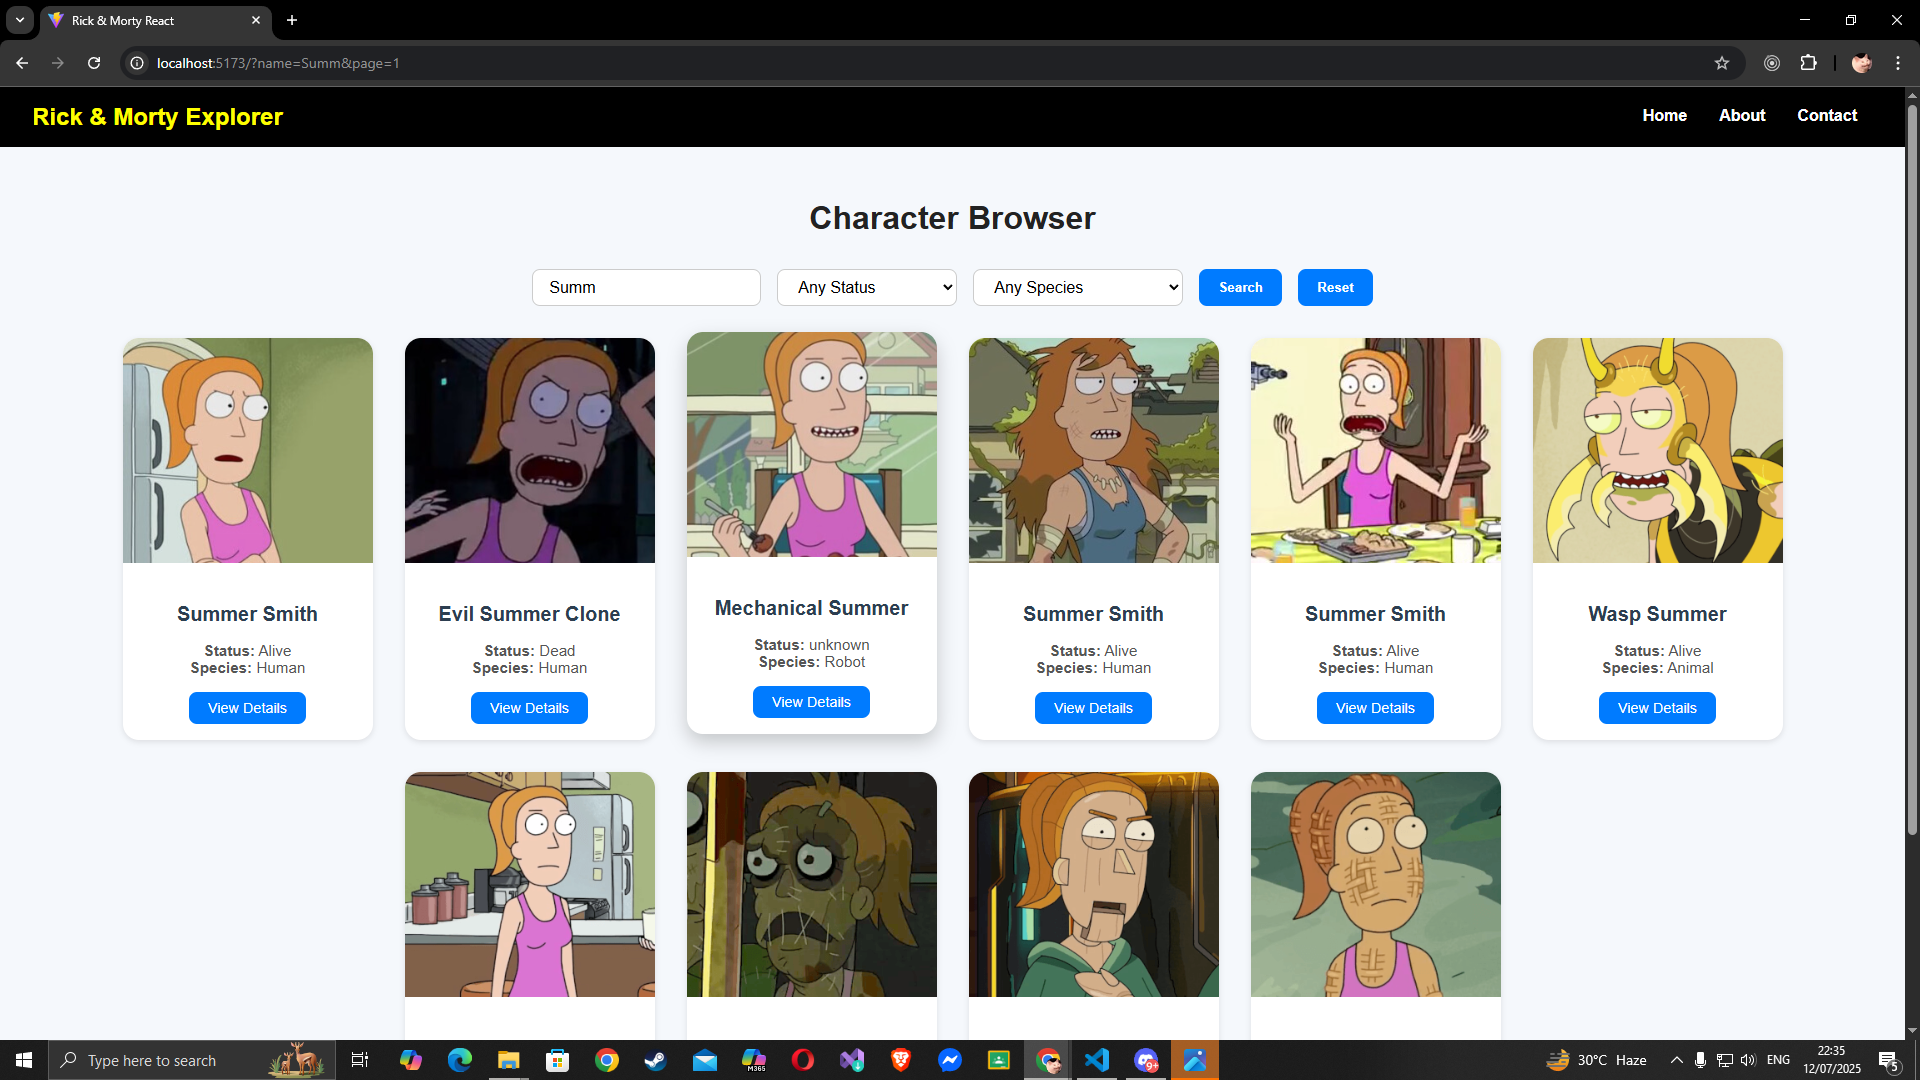 Rick & Morty React
localhost:5173/?name=Summ&page=1
Rick & Morty Explorer
Home
About
Contact
Character Browser
Summ
Any Status
Any Species
Search
Reset
Summer Smith
Status: Alive
Species: Human
View Details
Evil Summer Clone
Status: Dead
Species: Human
View Details
Mechanical Summer
Status: unknown
Species: Robot
View Details
Summer Smith
Status: Alive
Species: Human
View Details
Summer Smith
Status: Alive
Species: Human
View Details
Wasp Summer
Status: Alive
Species: Animal
View Details
Type here to search
M365
9+
30°C Haze
ENG
22:35
12/07/2025
5